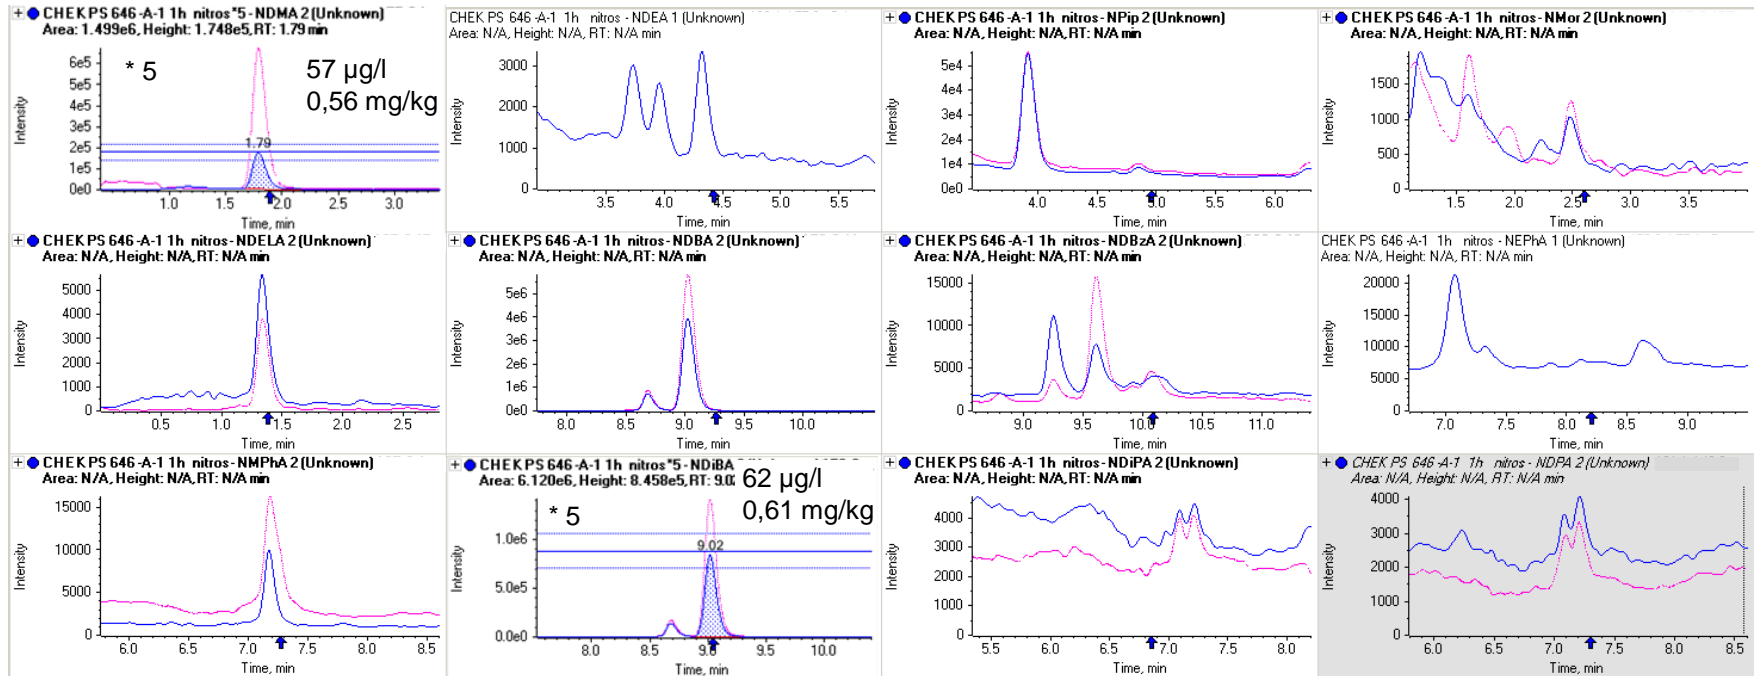 CHEK PS 646 -A-1 1h nitros *5 - NDMA 2 (Unknown)
Area: 1.499e6, Height: 1.748e5, RT: 1.79 min
* 5
57 µg/l
0,56 mg/kg
6e5
5e5
4e5
3e5
2e5
1e5
0e0
1.79
Intensity
1.0 1.5 2.0 2.5 3.0
Time, min
CHEK PS 646 -A-1 1h nitros - NDEA 1 (Unknown)
Area: N/A, Height: N/A, RT: N/A min
3000
2000
1000
0
Intensity
3.5 4.0 4.5 5.0 5.5
Time, min
CHEK PS 646 -A-1 1h nitros - NPip 2 (Unknown)
Area: N/A, Height: N/A, RT: N/A min
5e4
4e4
3e4
2e4
1e4
0e0
Intensity
4.0 4.5 5.0 5.5 6.0
Time, min
CHEK PS 646 -A-1 1h nitros - NMor 2 (Unknown)
Area: N/A, Height: N/A, RT: N/A min
1500
1000
500
0
Intensity
1.5 2.0 2.5 3.0 3.5
Time, min
CHEK PS 646 -A-1 1h nitros - NDELA 2 (Unknown)
Area: N/A, Height: N/A, RT: N/A min
5000
4000
3000
2000
1000
0
Intensity
0.5 1.0 1.5 2.0 2.5
Time, min
CHEK PS 646 -A-1 1h nitros - NDBA 2 (Unknown)
Area: N/A, Height: N/A, RT: N/A min
5e6
4e6
3e6
2e6
1e6
0e0
Intensity
8.0 8.5 9.0 9.5 10.0
Time, min
CHEK PS 646 -A-1 1h nitros - NDBzA 2 (Unknown)
Area: N/A, Height: N/A, RT: N/A min
15000
10000
5000
0
Intensity
9.0 9.5 10.0 10.5 11.0
Time, min
CHEK PS 646 -A-1 1h nitros - NEPhA 1 (Unknown)
Area: N/A, Height: N/A, RT: N/A min
20000
15000
10000
5000
0
Intensity
7.0 7.5 8.0 8.5 9.0
Time, min
CHEK PS 646 -A-1 1h nitros - NMPhA 2 (Unknown)
Area: N/A, Height: N/A, RT: N/A min
15000
10000
5000
0
Intensity
6.0 6.5 7.0 7.5 8.0 8.5
Time, min
CHEK PS 646 -A-1 1h nitros *5 - NDiBA
Area: 6.120e6, Height: 8.458e5, RT: 9.02
62 µg/l
0,61 mg/kg
* 5
1.0e6
5.0e5
0.0e0
9.02
Intensity
8.0 8.5 9.0 9.5 10.0
Time, min
CHEK PS 646 -A-1 1h nitros - NDiPA 2 (Unknown)
Area: N/A, Height: N/A, RT: N/A min
4000
3000
2000
1000
0
Intensity
5.5 6.0 6.5 7.0 7.5 8.0
Time, min
CHEK PS 646 -A-1 1h nitros - NDPA 2 (Unknown)
Area: N/A, Height: N/A, RT: N/A min
4000
3000
2000
1000
0
Intensity
6.0 6.5 7.0 7.5 8.0 8.5
Time, min